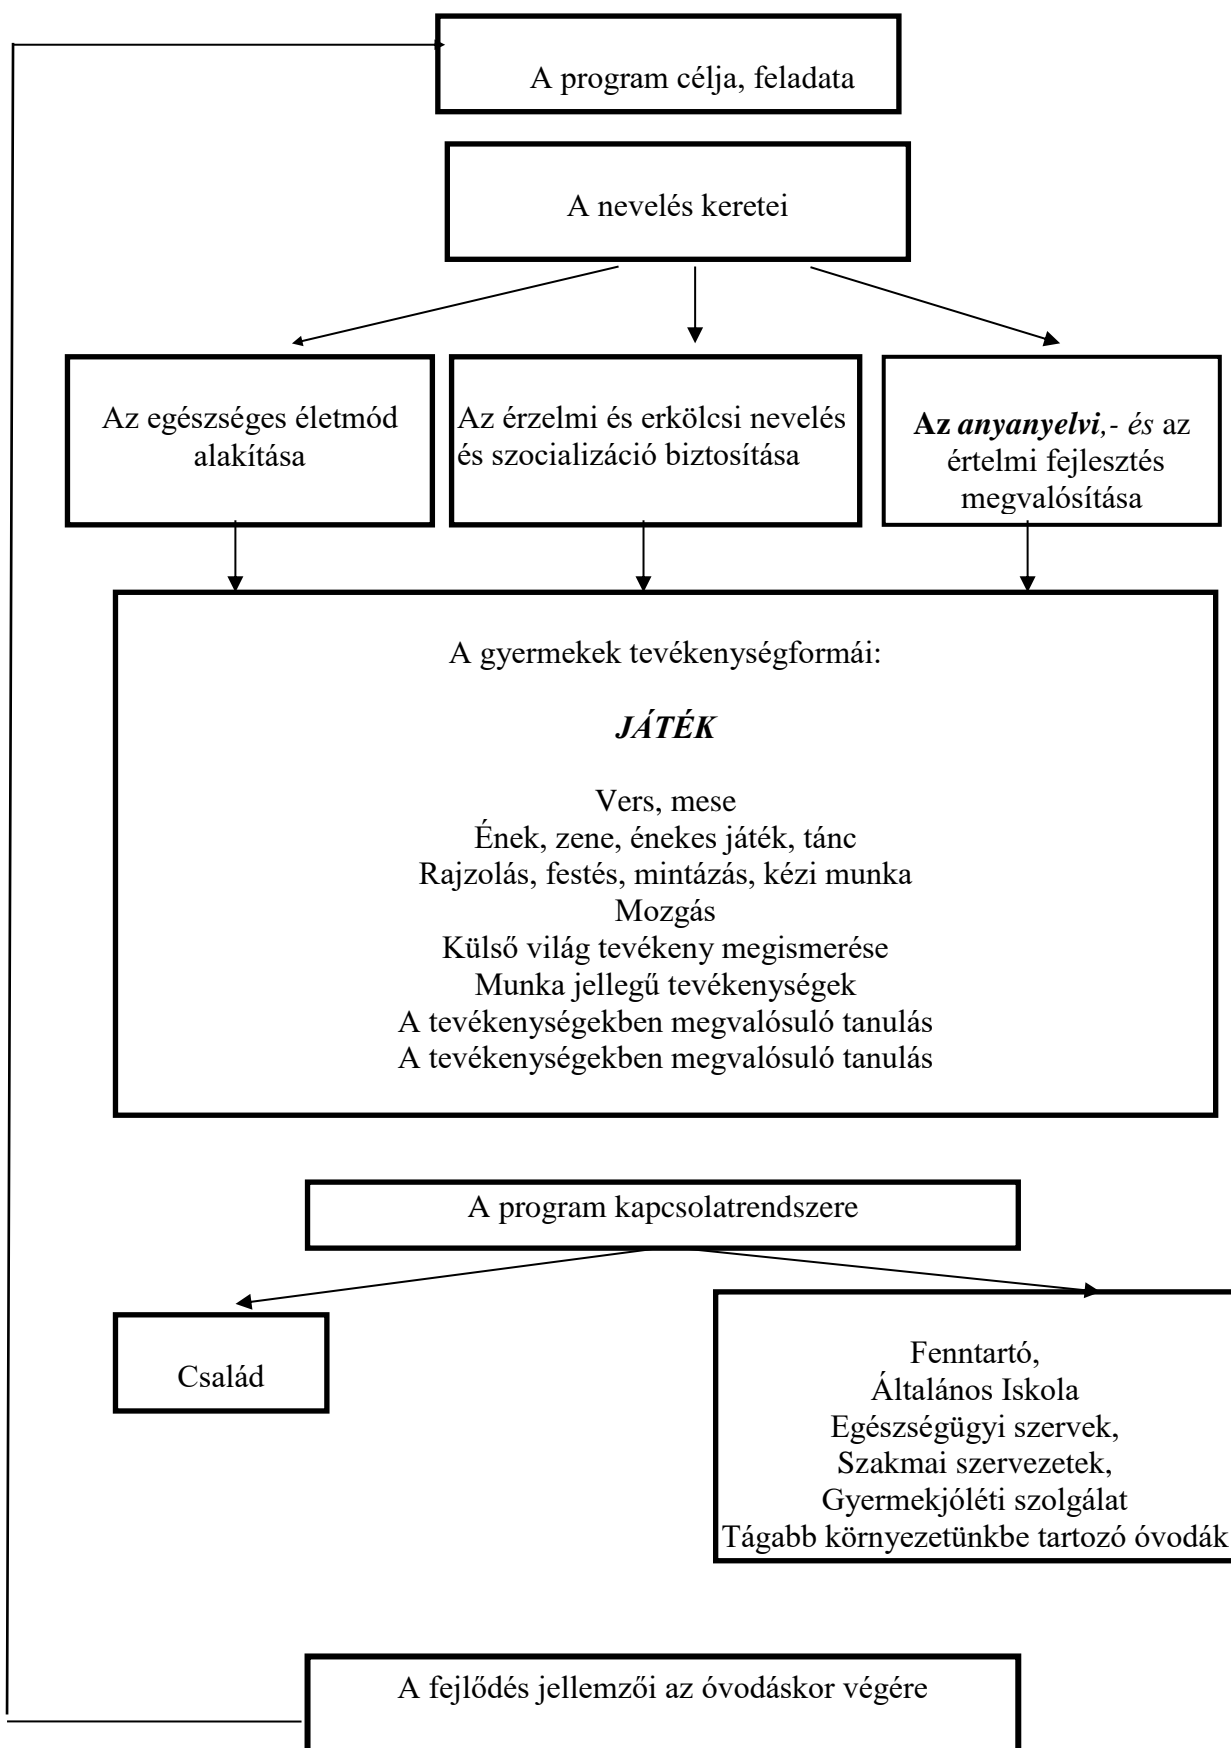 A program célja, feladata
A nevelés keretei
Az egészséges életmód
alakítása
Az érzelmi és erkölcsi nevelés
és szocializáció biztosítása
Az anyanyelvi,- és az
értelmi fejlesztés
megvalósítása
A gyermekek tevékenységformái:
JÁTÉK
Vers, mese
Ének, zene, énekes játék, tánc
Rajzolás, festés, mintázás, kézi munka
Mozgás
Külső világ tevékeny megismerése
Munka jellegű tevékenységek
A tevékenységekben megvalósuló tanulás
A tevékenységekben megvalósuló tanulás
A program kapcsolatrendszere
Család
Fenntartó,
Általános Iskola
Egészségügyi szervek,
Szakmai szervezetek,
Gyermekjóléti szolgálat
Tágabb környezetünkbe tartozó óvodák
A fejlődés jellemzői az óvodáskor végére